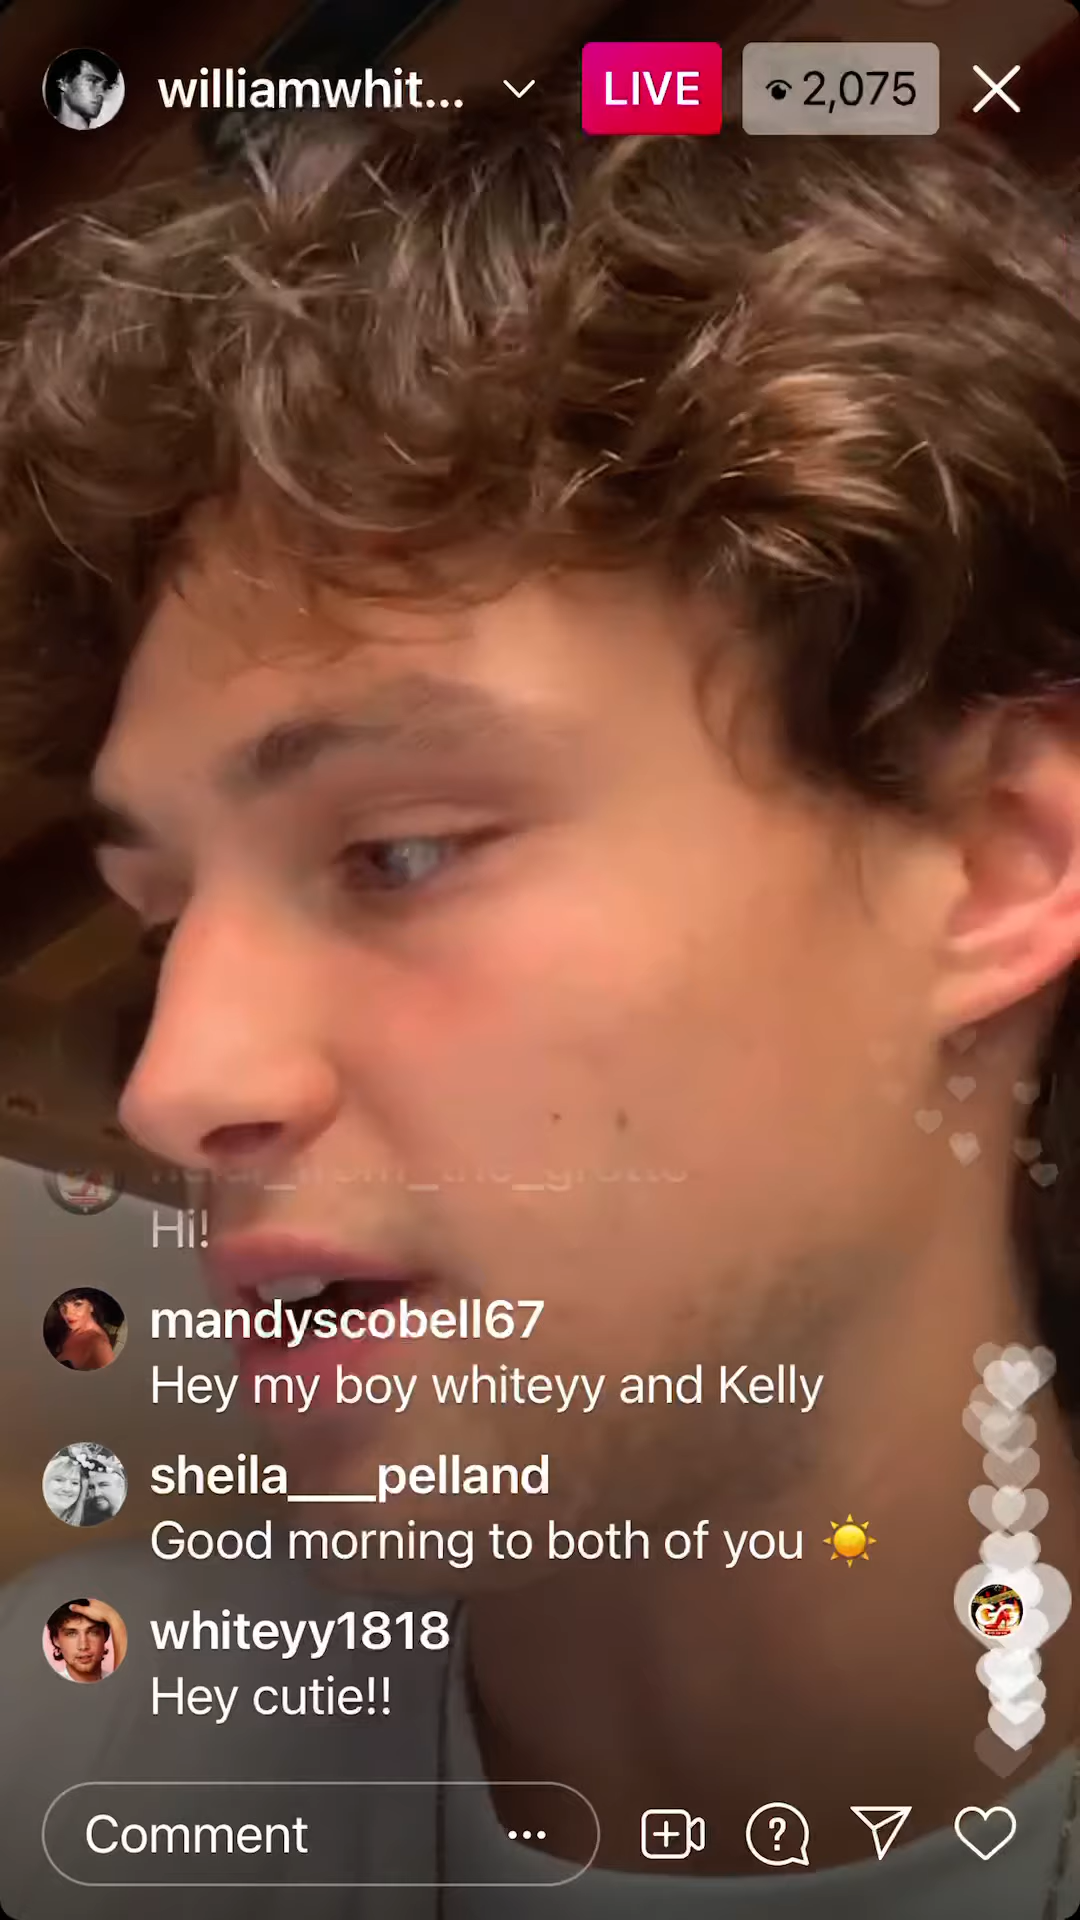 williamwhit...
LIVE
2,075
Hi!
mandyscobell67
Hey my boy whiteyy and Kelly
sheila____pelland
Good morning to both of you ☀️
whiteyy1818
Hey cutie!!
Comment